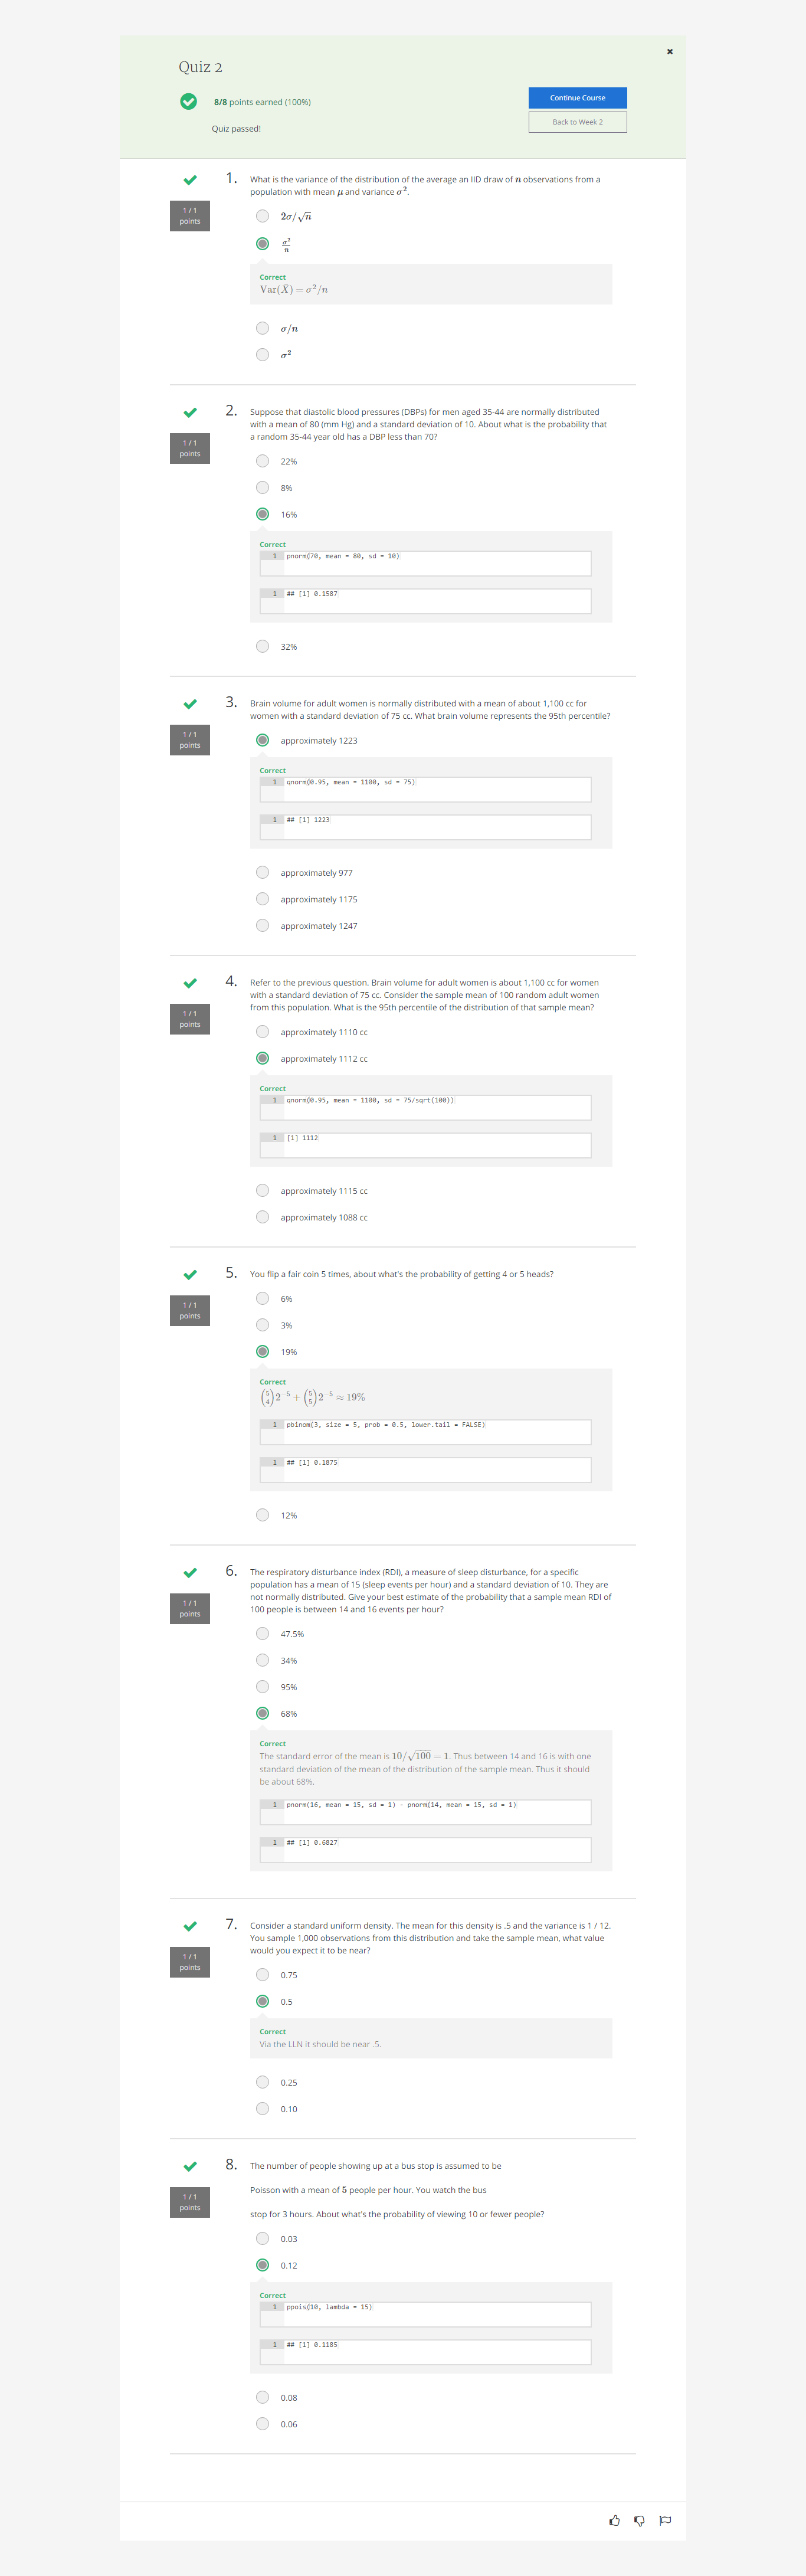 Quiz 2
8/8 points earned (100%)
Quiz passed!
Continue Course
Back to Week 2
1 / 1
points
1. What is the variance of the distribution of the average an IID draw of n observations from a
population with mean μ and variance σ².
2σ/√n
σ²/n
Correct
Var(X̄) = σ²/n
σ/n
σ²
1 / 1
points
2. Suppose that diastolic blood pressures (DBPs) for men aged 35-44 are normally distributed
with a mean of 80 (mm Hg) and a standard deviation of 10. About what is the probability that
a random 35-44 year old has a DBP less than 70?
22%
8%
16%
Correct
1 pnorm(70, mean = 80, sd = 10)
1 ## [1] 0.1587
32%
1 / 1
points
3. Brain volume for adult women is normally distributed with a mean of about 1,100 cc for
women with a standard deviation of 75 cc. What brain volume represents the 95th percentile?
approximately 1223
Correct
1 qnorm(0.95, mean = 1100, sd = 75)
1 ## [1] 1223
approximately 977
approximately 1175
approximately 1247
1 / 1
points
4. Refer to the previous question. Brain volume for adult women is about 1,100 cc for women
with a standard deviation of 75 cc. Consider the sample mean of 100 random adult women
from this population. What is the 95th percentile of the distribution of that sample mean?
approximately 1110 cc
approximately 1112 cc
Correct
1 qnorm(0.95, mean = 1100, sd = 75/sqrt(100))
1 [1] 1112
approximately 1115 cc
approximately 1088 cc
1 / 1
points
5. You flip a fair coin 5 times, about what's the probability of getting 4 or 5 heads?
6%
3%
19%
Correct
(5 4) 2⁻⁵ + (5 5) 2⁻⁵ ≈ 19%
1 pbinom(3, size = 5, prob = 0.5, lower.tail = FALSE)
1 ## [1] 0.1875
12%
1 / 1
points
6. The respiratory disturbance index (RDI), a measure of sleep disturbance, for a specific
population has a mean of 15 (sleep events per hour) and a standard deviation of 10. They are
not normally distributed. Give your best estimate of the probability that a sample mean RDI of
100 people is between 14 and 16 events per hour?
47.5%
34%
95%
68%
Correct
The standard error of the mean is 10/√100 = 1. Thus between 14 and 16 is with one
standard deviation of the mean of the distribution of the sample mean. Thus it should
be about 68%.
1 pnorm(16, mean = 15, sd = 1) - pnorm(14, mean = 15, sd = 1)
1 ## [1] 0.6827
1 / 1
points
7. Consider a standard uniform density. The mean for this density is .5 and the variance is 1 / 12.
You sample 1,000 observations from this distribution and take the sample mean, what value
would you expect it to be near?
0.75
0.5
Correct
Via the LLN it should be near .5.
0.25
0.10
1 / 1
points
8. The number of people showing up at a bus stop is assumed to be
Poisson with a mean of 5 people per hour. You watch the bus
stop for 3 hours. About what's the probability of viewing 10 or fewer people?
0.03
0.12
Correct
1 ppois(10, lambda = 15)
1 ## [1] 0.1185
0.08
0.06